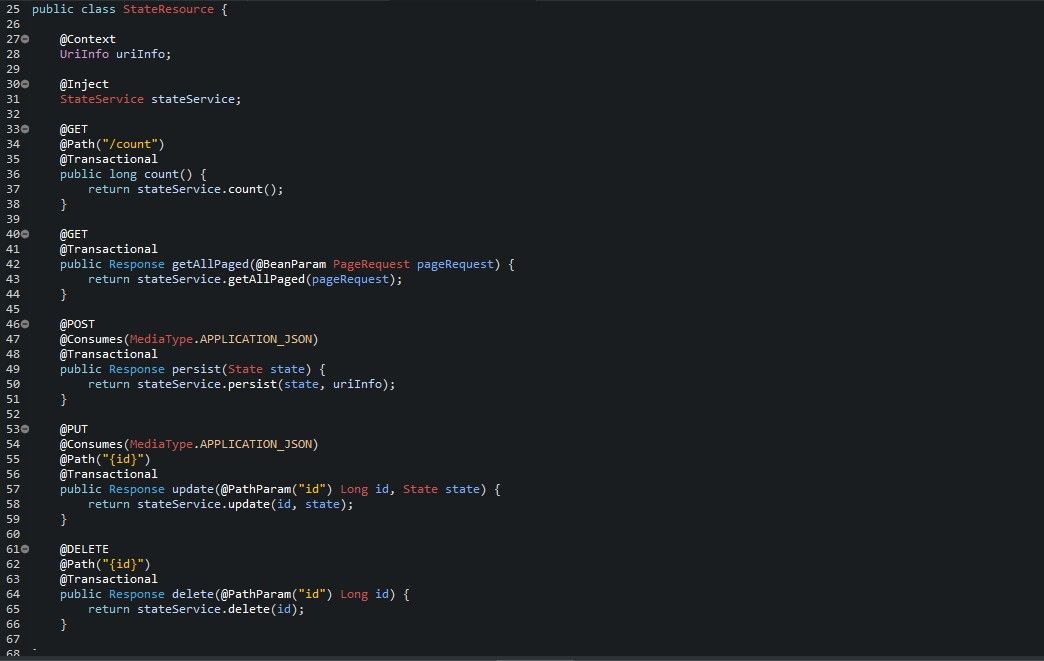 25 public class StateResource {
26
27 @Context
28 UriInfo uriInfo;
29
30 @Inject
31 StateService stateService;
32
33 @GET
34 @Path("/count")
35 @Transactional
36 public long count() {
37 return stateService.count();
38 }
39
40 @GET
41 @Transactional
42 public Response getAllPaged(@BeanParam PageRequest pageRequest) {
43 return stateService.getAllPaged(pageRequest);
44 }
45
46 @POST
47 @Consumes(MediaType.APPLICATION_JSON)
48 @Transactional
49 public Response persist(State state) {
50 return stateService.persist(state, uriInfo);
51 }
52
53 @PUT
54 @Consumes(MediaType.APPLICATION_JSON)
55 @Path("{id}")
56 @Transactional
57 public Response update(@PathParam("id") Long id, State state) {
58 return stateService.update(id, state);
59 }
60
61 @DELETE
62 @Path("{id}")
63 @Transactional
64 public Response delete(@PathParam("id") Long id) {
65 return stateService.delete(id);
66 }
67
68